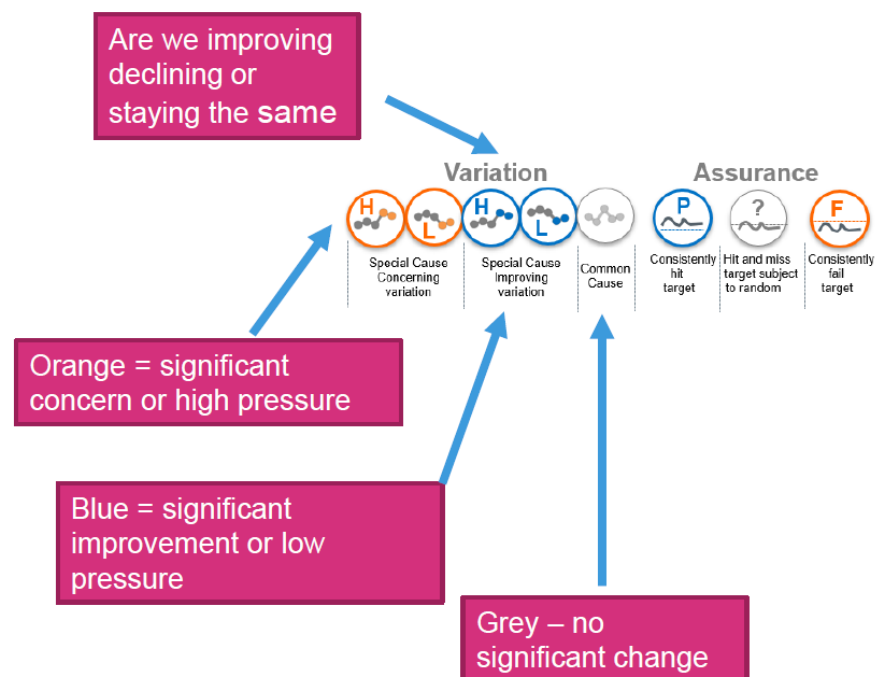 Are we improving
declining or
staying the same
Variation
Assurance
H
L
H
L
P
?
F
Special Cause
Concerning
variation
Special Cause
Improving
variation
Common
Cause
Consistently
hit
target
Hit and miss
target subject
to random
Consistently
fail
target
Orange = significant
concern or high pressure
Blue = significant
improvement or low
pressure
Grey – no
significant change